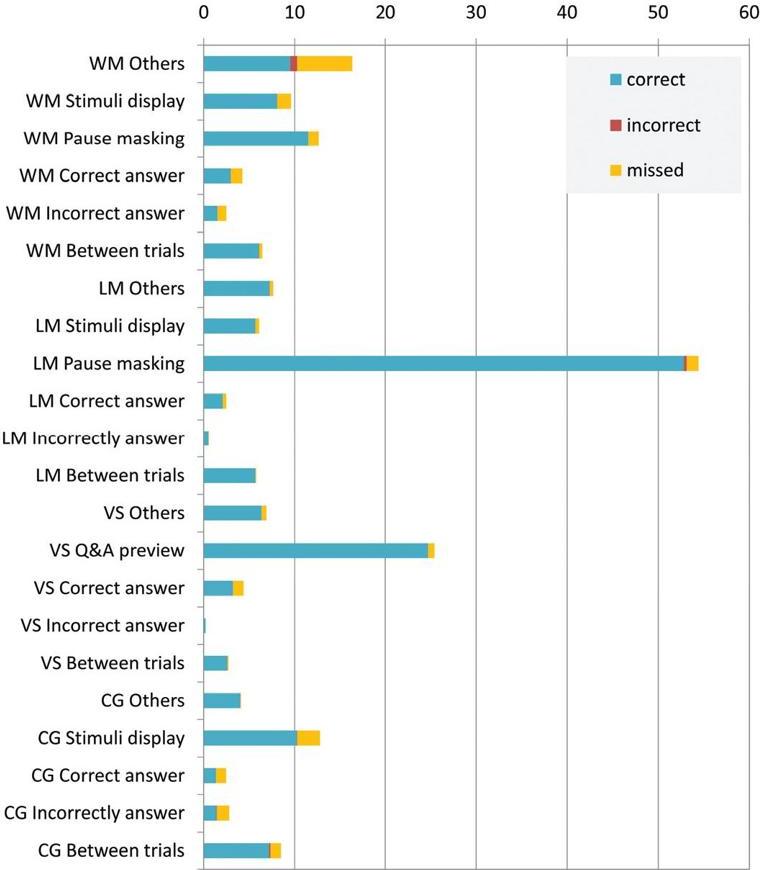 0 10 20 30 40 50 60
WM Others
correct
WM Stimuli display
incorrect
WM Pause masking
missed
WM Correct answer
WM Incorrect answer
WM Between trials
LM Others
LM Stimuli display
LM Pause masking
LM Correct answer
LM Incorrectly answer
LM Between trials
VS Others
VS Q&A preview
VS Correct answer
VS Incorrect answer
VS Between trials
CG Others
CG Stimuli display
CG Correct answer
CG Incorrectly answer
CG Between trials